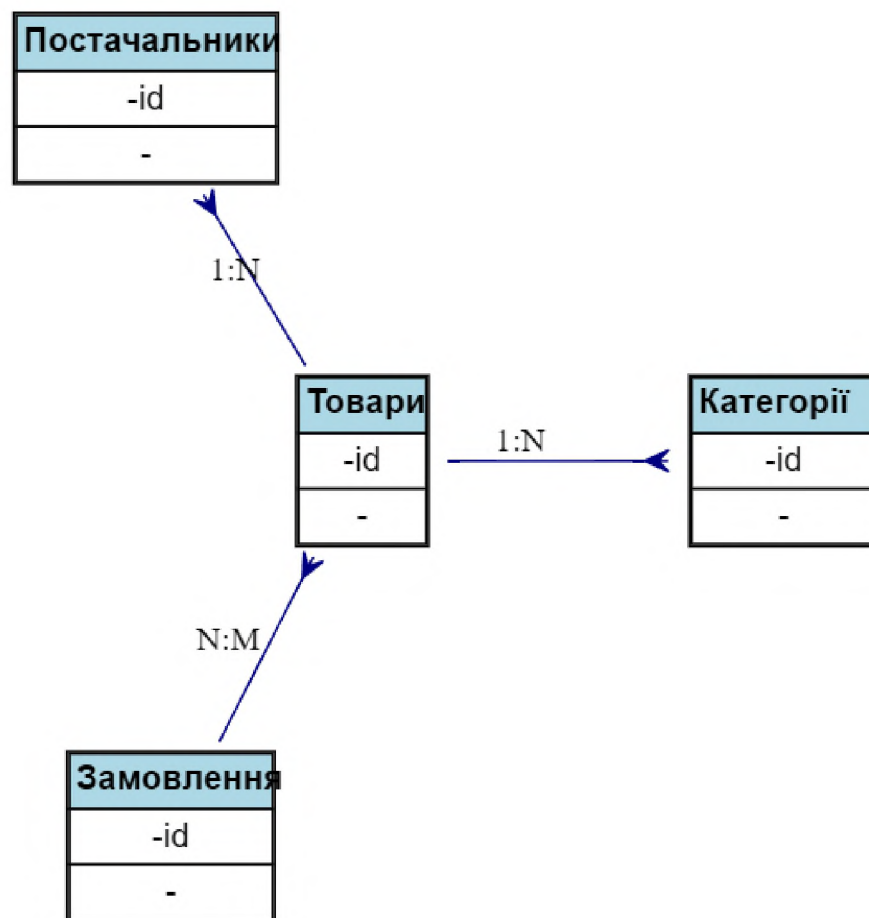 Постачальники
-id
-
1:N
Товари
-id
-
1:N
Категорії
-id
-
N:M
Замовлення
-id
-